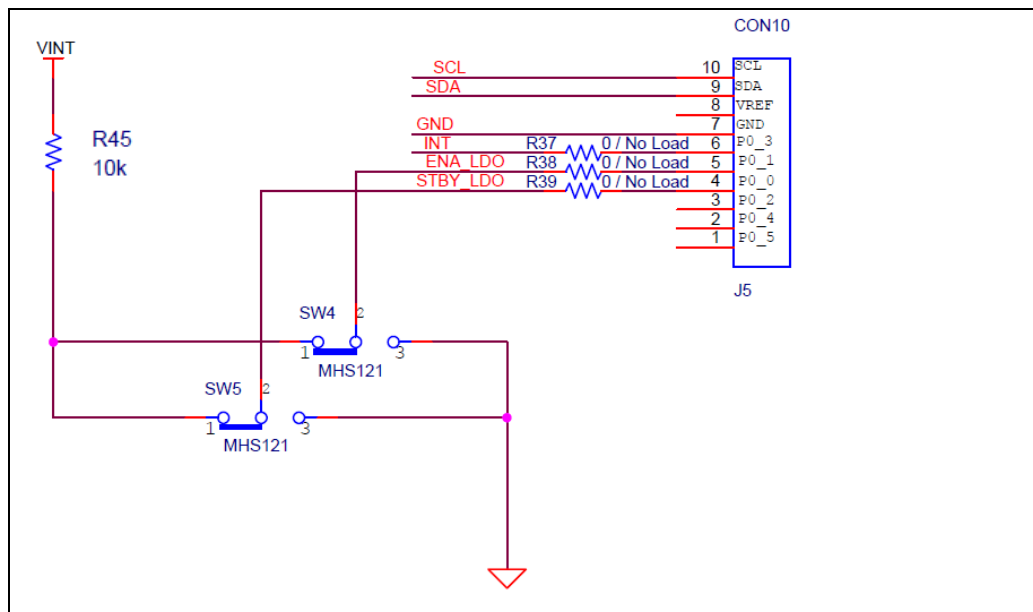 CON10
VINT
SCL 10 SCL
SDA 9 SDA
8 VREF
GND 7 GND
INT R37 0 / No Load 6 P0_3
ENA_LDO R38 0 / No Load 5 P0_1
STBY_LDO R39 0 / No Load 4 P0_0
3 P0_2
2 P0_4
1 P0_5
R45
10k
J5
SW4 2
1 3
MHS121
SW5 2
1 3
MHS121